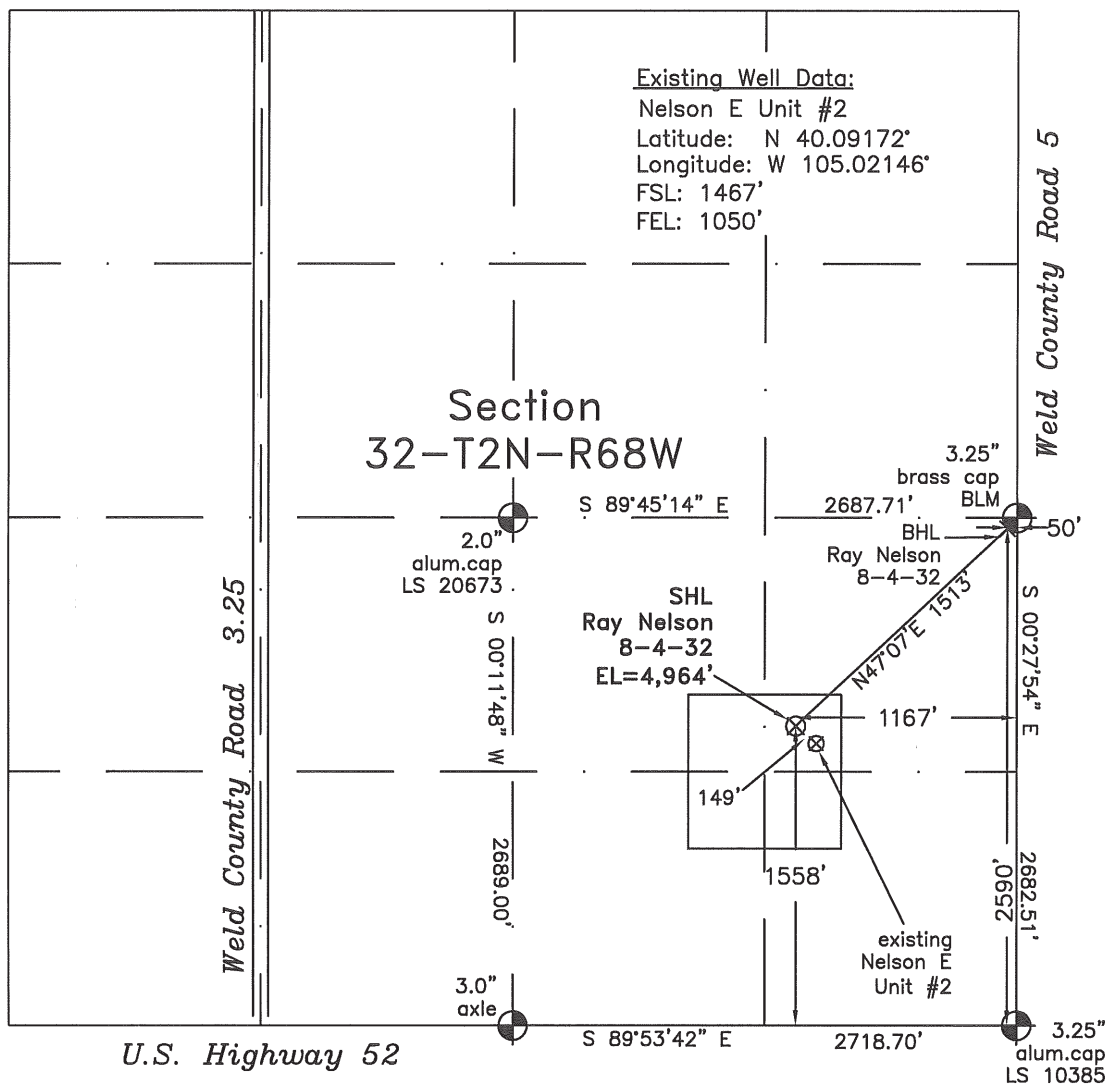 Existing Well Data:
Nelson E Unit #2
Latitude: N 40.09172°
Longitude: W 105.02146°
FSL: 1467'
FEL: 1050'
Weld County Road 5
Section
32-T2N-R68W
3.25"
brass cap
BLM
S 89°45'14" E
2687.71'
50'
BHL
Ray Nelson
8-4-32
2.0"
alum.cap
LS 20673
SHL
Ray Nelson
8-4-32
EL=4,964'
N47°07'E 1513'
S 00°27'54" E
S 00°11'48" W
Weld County Road 3.25
1167'
149'
1558'
2689.00'
2590'
2682.51'
existing
Nelson E
Unit #2
3.0"
axle
S 89°53'42" E
2718.70'
3.25"
alum.cap
LS 10385
U.S. Highway 52